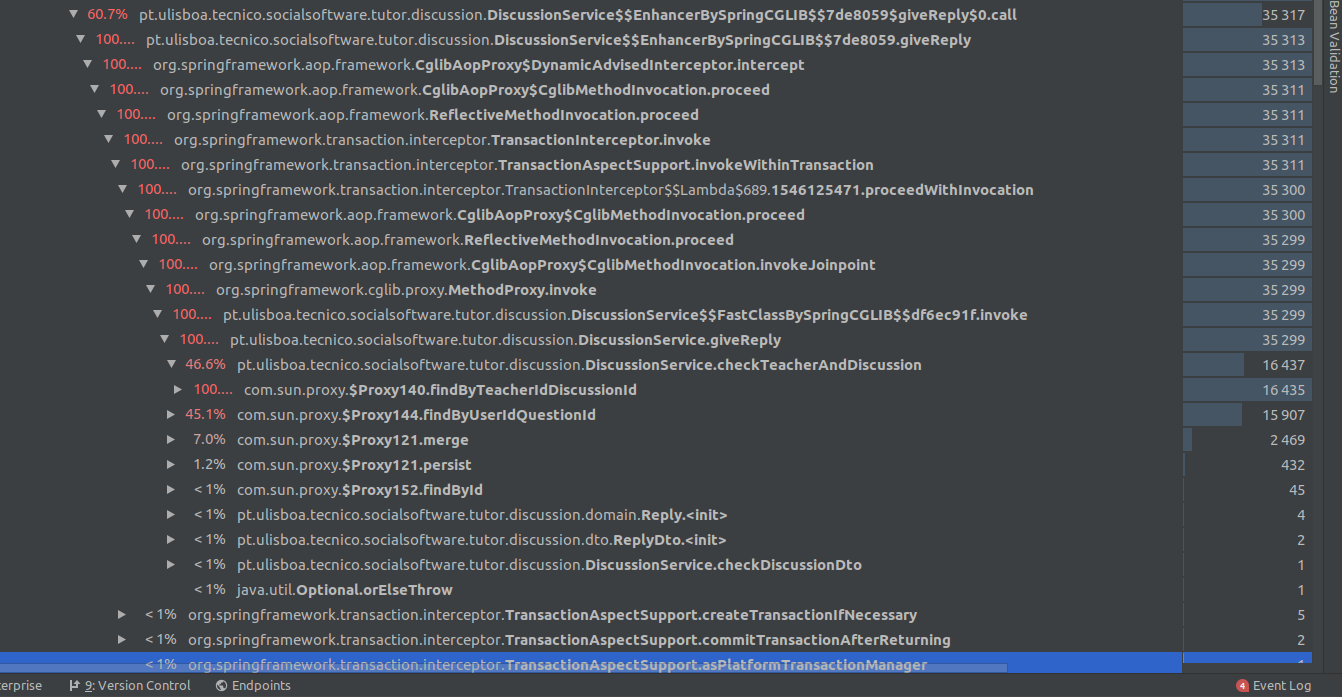 60.7% pt.ulisboa.tecnico.socialsoftware.tutor.discussion.DiscussionService$$EnhancerBySpringCGLIB$$7de8059$giveReply$0.call 35 317
100.... pt.ulisboa.tecnico.socialsoftware.tutor.discussion.DiscussionService$$EnhancerBySpringCGLIB$$7de8059.giveReply 35 313
100.... org.springframework.aop.framework.CglibAopProxy$DynamicAdvisedInterceptor.intercept 35 313
100.... org.springframework.aop.framework.CglibAopProxy$CglibMethodInvocation.proceed 35 311
100.... org.springframework.aop.framework.ReflectiveMethodInvocation.proceed 35 311
100.... org.springframework.transaction.interceptor.TransactionInterceptor.invoke 35 311
100.... org.springframework.transaction.interceptor.TransactionAspectSupport.invokeWithinTransaction 35 311
100.... org.springframework.transaction.interceptor.TransactionInterceptor$$Lambda$689.1546125471.proceedWithInvocation 35 300
100.... org.springframework.aop.framework.CglibAopProxy$CglibMethodInvocation.proceed 35 300
100.... org.springframework.aop.framework.ReflectiveMethodInvocation.proceed 35 299
100.... org.springframework.aop.framework.CglibAopProxy$CglibMethodInvocation.invokeJoinpoint 35 299
100.... org.springframework.cglib.proxy.MethodProxy.invoke 35 299
100.... pt.ulisboa.tecnico.socialsoftware.tutor.discussion.DiscussionService$$FastClassBySpringCGLIB$$df6ec91f.invoke 35 299
100.... pt.ulisboa.tecnico.socialsoftware.tutor.discussion.DiscussionService.giveReply 35 299
46.6% pt.ulisboa.tecnico.socialsoftware.tutor.discussion.DiscussionService.checkTeacherAndDiscussion 16 437
100.... com.sun.proxy.$Proxy140.findByTeacherIdDiscussionId 16 435
45.1% com.sun.proxy.$Proxy144.findByUserIdQuestionId 15 907
7.0% com.sun.proxy.$Proxy121.merge 2 469
1.2% com.sun.proxy.$Proxy121.persist 432
< 1% com.sun.proxy.$Proxy152.findById 45
< 1% pt.ulisboa.tecnico.socialsoftware.tutor.discussion.domain.Reply.<init> 4
< 1% pt.ulisboa.tecnico.socialsoftware.tutor.discussion.dto.ReplyDto.<init> 2
< 1% pt.ulisboa.tecnico.socialsoftware.tutor.discussion.DiscussionService.checkDiscussionDto 1
< 1% java.util.Optional.orElseThrow 1
< 1% org.springframework.transaction.interceptor.TransactionAspectSupport.createTransactionIfNecessary 5
< 1% org.springframework.transaction.interceptor.TransactionAspectSupport.commitTransactionAfterReturning 2
< 1% org.springframework.transaction.interceptor.TransactionAspectSupport.asPlatformTransactionManager
Bean Validation
erprise 9: Version Control Endpoints 4 Event Log